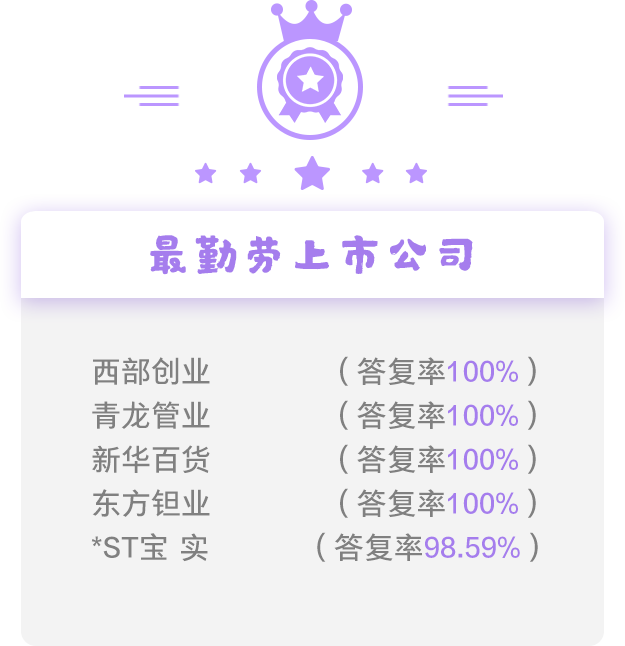 最勤劳上市公司
西部创业 （答复率100%）
青龙管业 （答复率100%）
新华百货 （答复率100%）
东方钽业 （答复率100%）
*ST宝 实 （答复率98.59%）